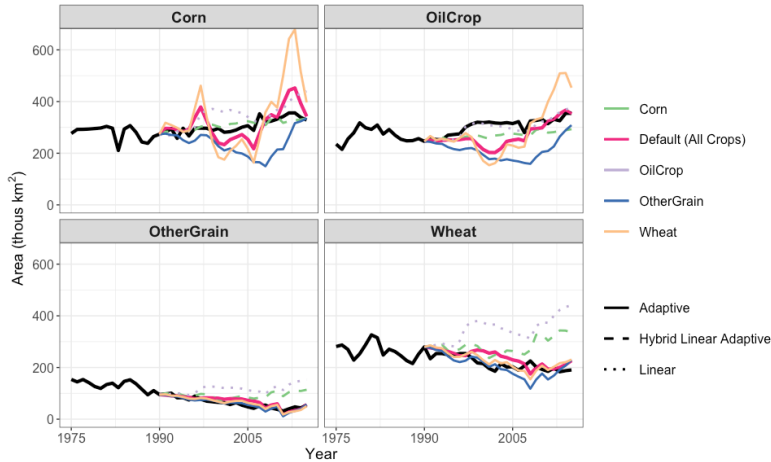 Corn
OilCrop
600
400
200
0
OtherGrain
Wheat
600
400
200
0
1975
1990
2005
1975
1990
2005
Year
Area (thous km²)
Corn
Default (All Crops)
OilCrop
OtherGrain
Wheat
Adaptive
Hybrid Linear Adaptive
Linear